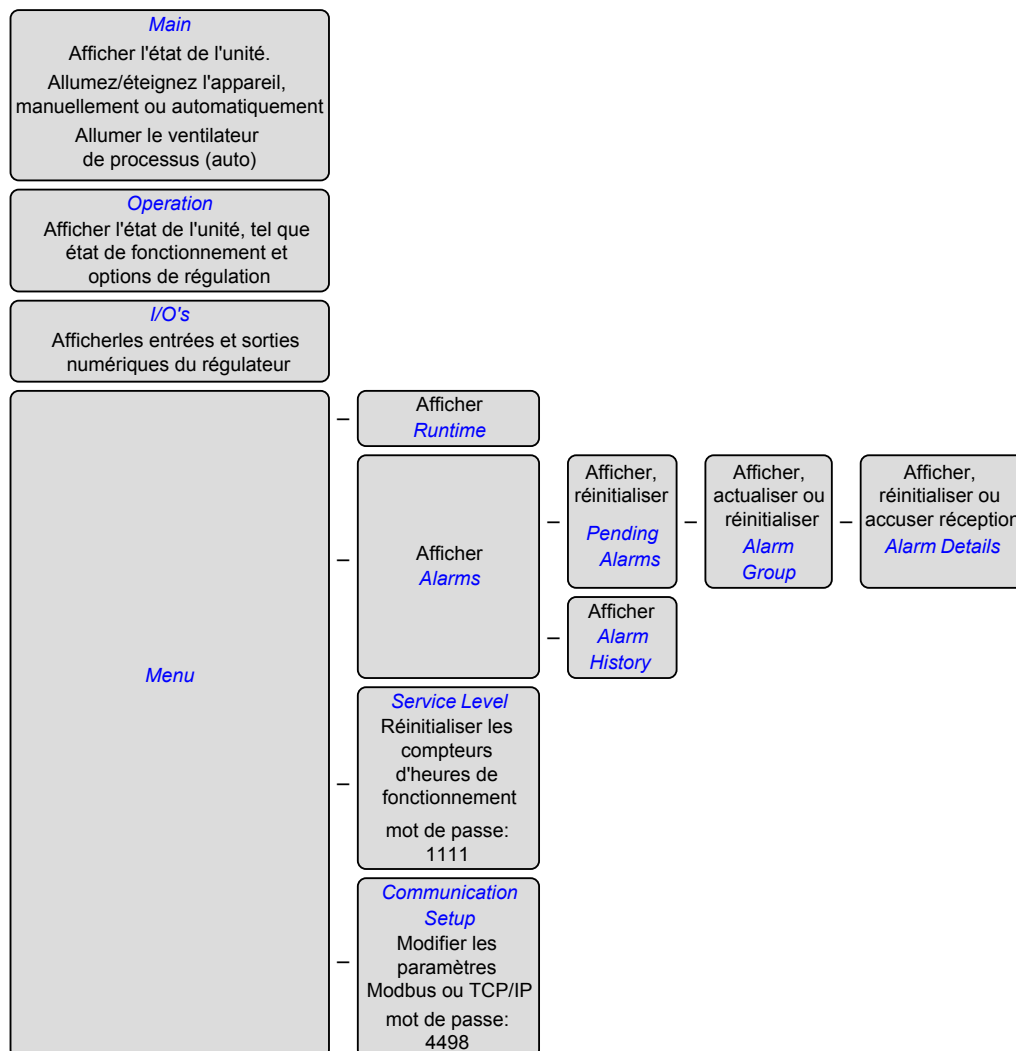 Main
Afficher l'état de l'unité.
Allumez/éteignez l'appareil,
manuellement ou automatiquement
Allumer le ventilateur
de processus (auto)
Operation
Afficher l'état de l'unité, tel que
état de fonctionnement et
options de régulation
I/O's
Afficherles entrées et sorties
numériques du régulateur
Menu
–
Afficher
Runtime
–
Afficher
Alarms
–
Afficher,
réinitialiser
Pending
Alarms
–
Afficher,
actualiser ou
réinitialiser
Alarm
Group
–
Afficher,
réinitialiser ou
accuser réception
Alarm Details
–
Afficher
Alarm
History
–
Service Level
Réinitialiser les
compteurs
d'heures de
fonctionnement
mot de passe:
1111
–
Communication
Setup
Modifier les
paramètres
Modbus ou TCP/IP
mot de passe:
4498